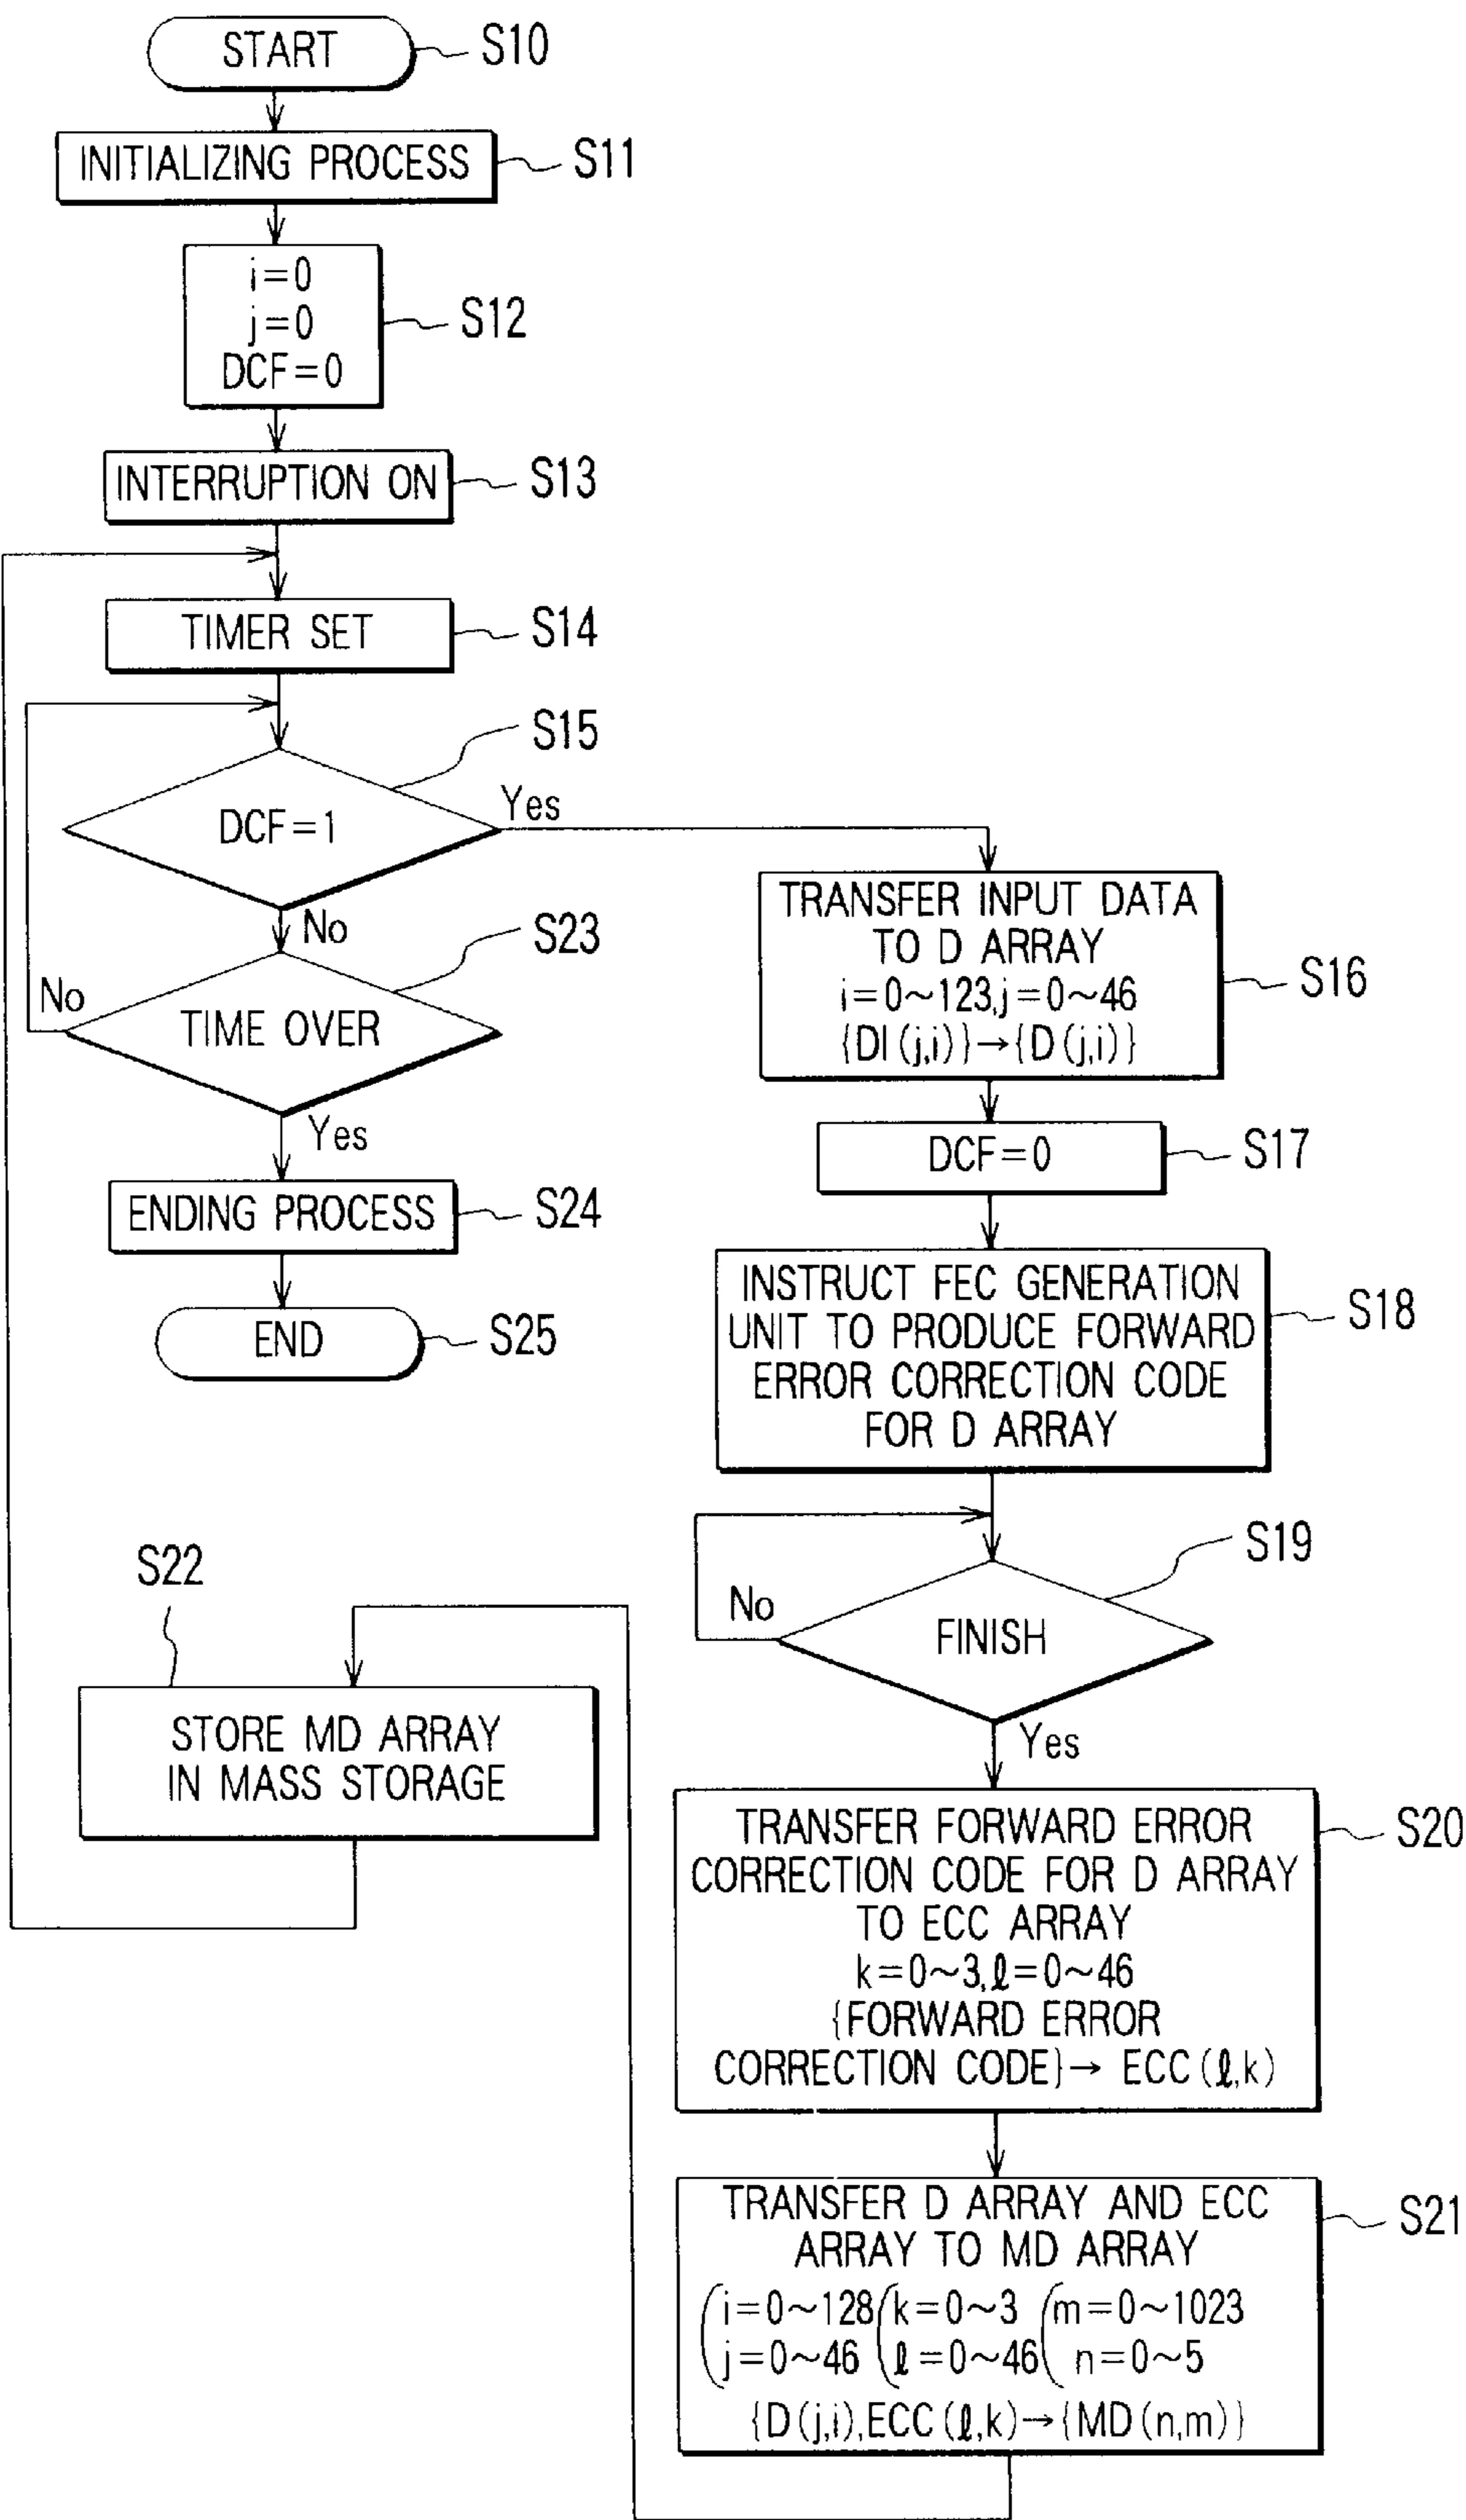 START
S10
INITIALIZING PROCESS
S11
i=0
j=0
DCF=0
S12
INTERRUPTION ON
S13
TIMER SET
S14
S15
DCF=1
Yes
No
S23
No
TIME OVER
Yes
ENDING PROCESS
S24
END
S25
TRANSFER INPUT DATA
TO D ARRAY
i=0~123,j=0~46
{DI(j,i)}→{D(j,i)}
S16
DCF=0
S17
INSTRUCT FEC GENERATION
UNIT TO PRODUCE FORWARD
ERROR CORRECTION CODE
FOR D ARRAY
S18
S19
No
FINISH
Yes
TRANSFER FORWARD ERROR
CORRECTION CODE FOR D ARRAY
TO ECC ARRAY
k=0~3,ℓ=0~46
{FORWARD ERROR
CORRECTION CODE}→ ECC(ℓ,k)
S20
TRANSFER D ARRAY AND ECC
ARRAY TO MD ARRAY
(i=0~128 (k=0~3 (m=0~1023
j=0~46 ℓ=0~46 n=0~5
{D(j,i),ECC(ℓ,k)→{MD(n,m)}
S21
S22
STORE MD ARRAY
IN MASS STORAGE